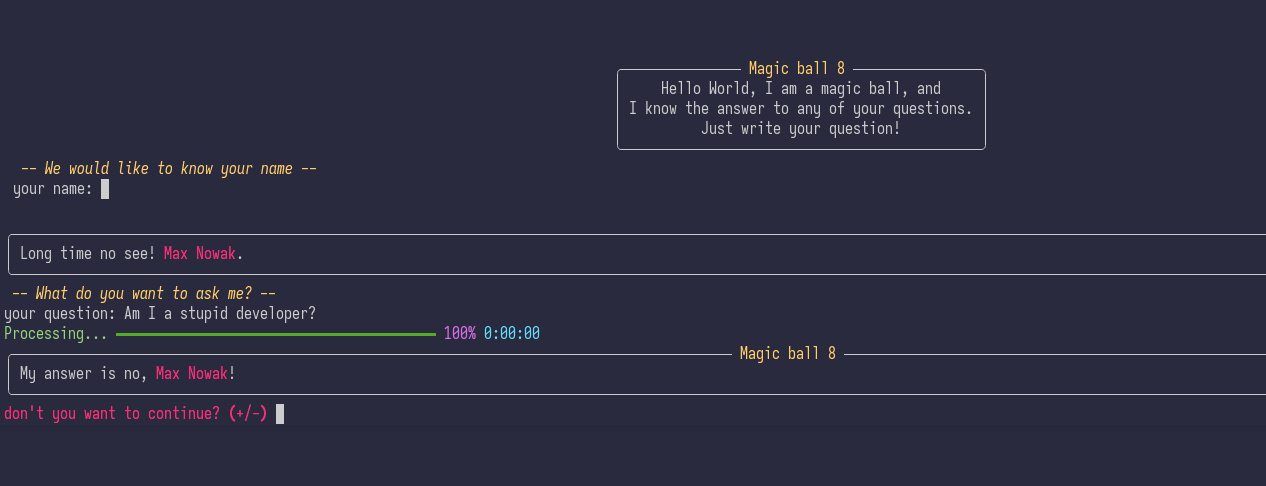 Magic ball 8
Hello World, I am a magic ball, and
I know the answer to any of your questions.
Just write your question!
-- We would like to know your name --
your name:
Long time no see! Max Nowak.
-- What do you want to ask me? --
your question: Am I a stupid developer?
Processing... 100% 0:00:00
Magic ball 8
My answer is no, Max Nowak!
don't you want to continue? (+/-)